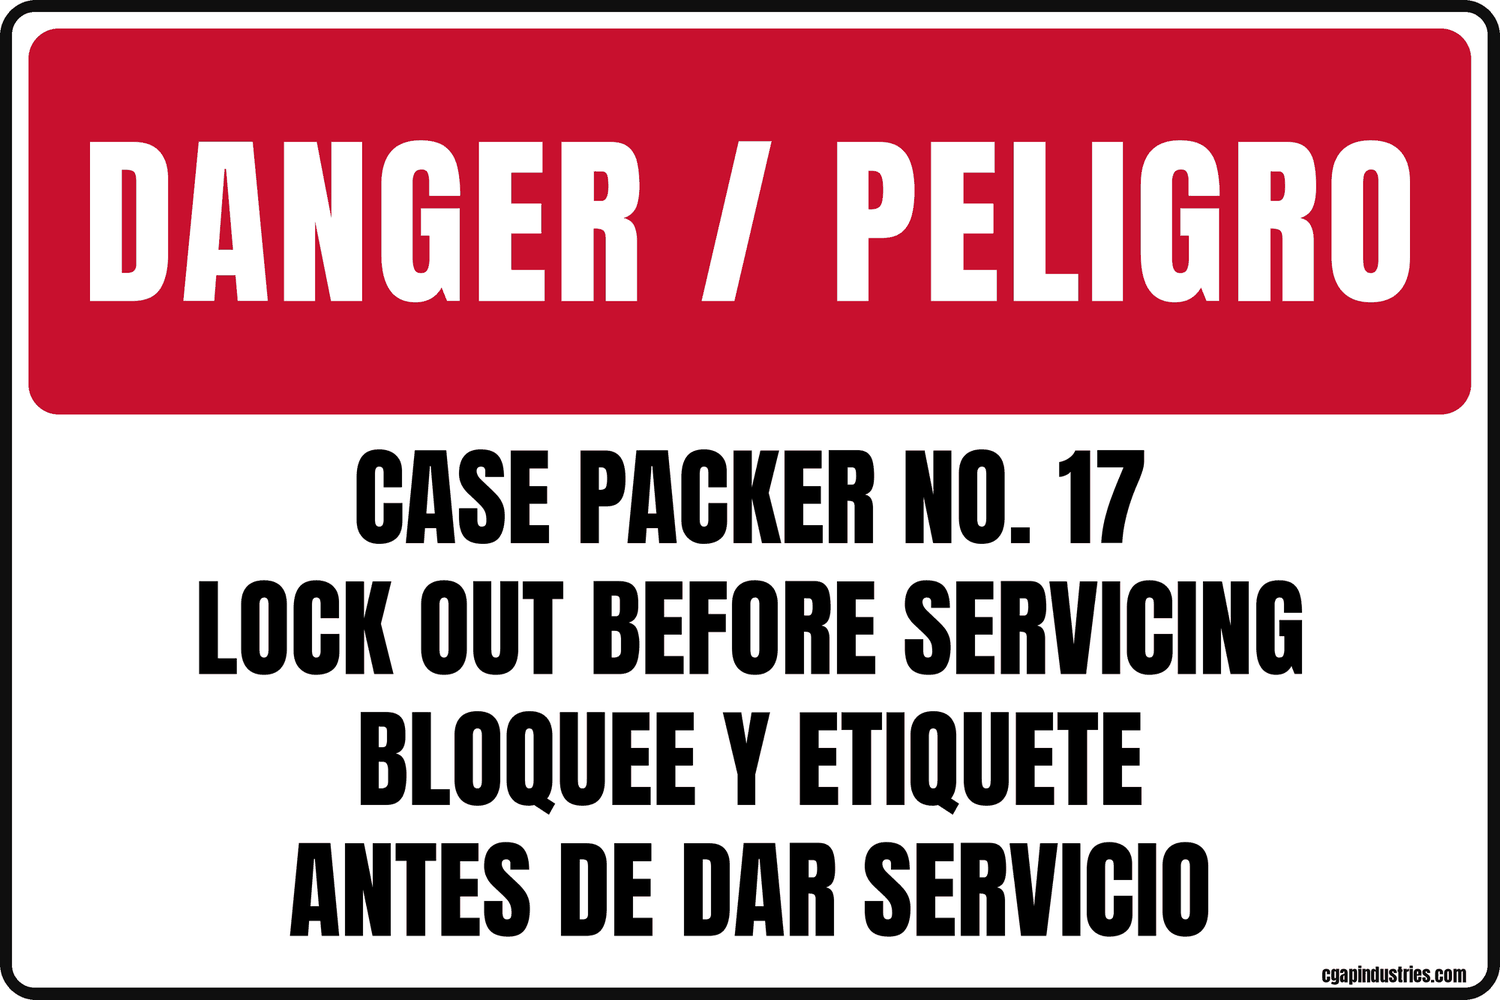 DANGER / PELIGRO
CASE PACKER NO. 17
LOCK OUT BEFORE SERVICING
BLOQUEE Y ETIQUETE
ANTES DE DAR SERVICIO
cgapindustries.com